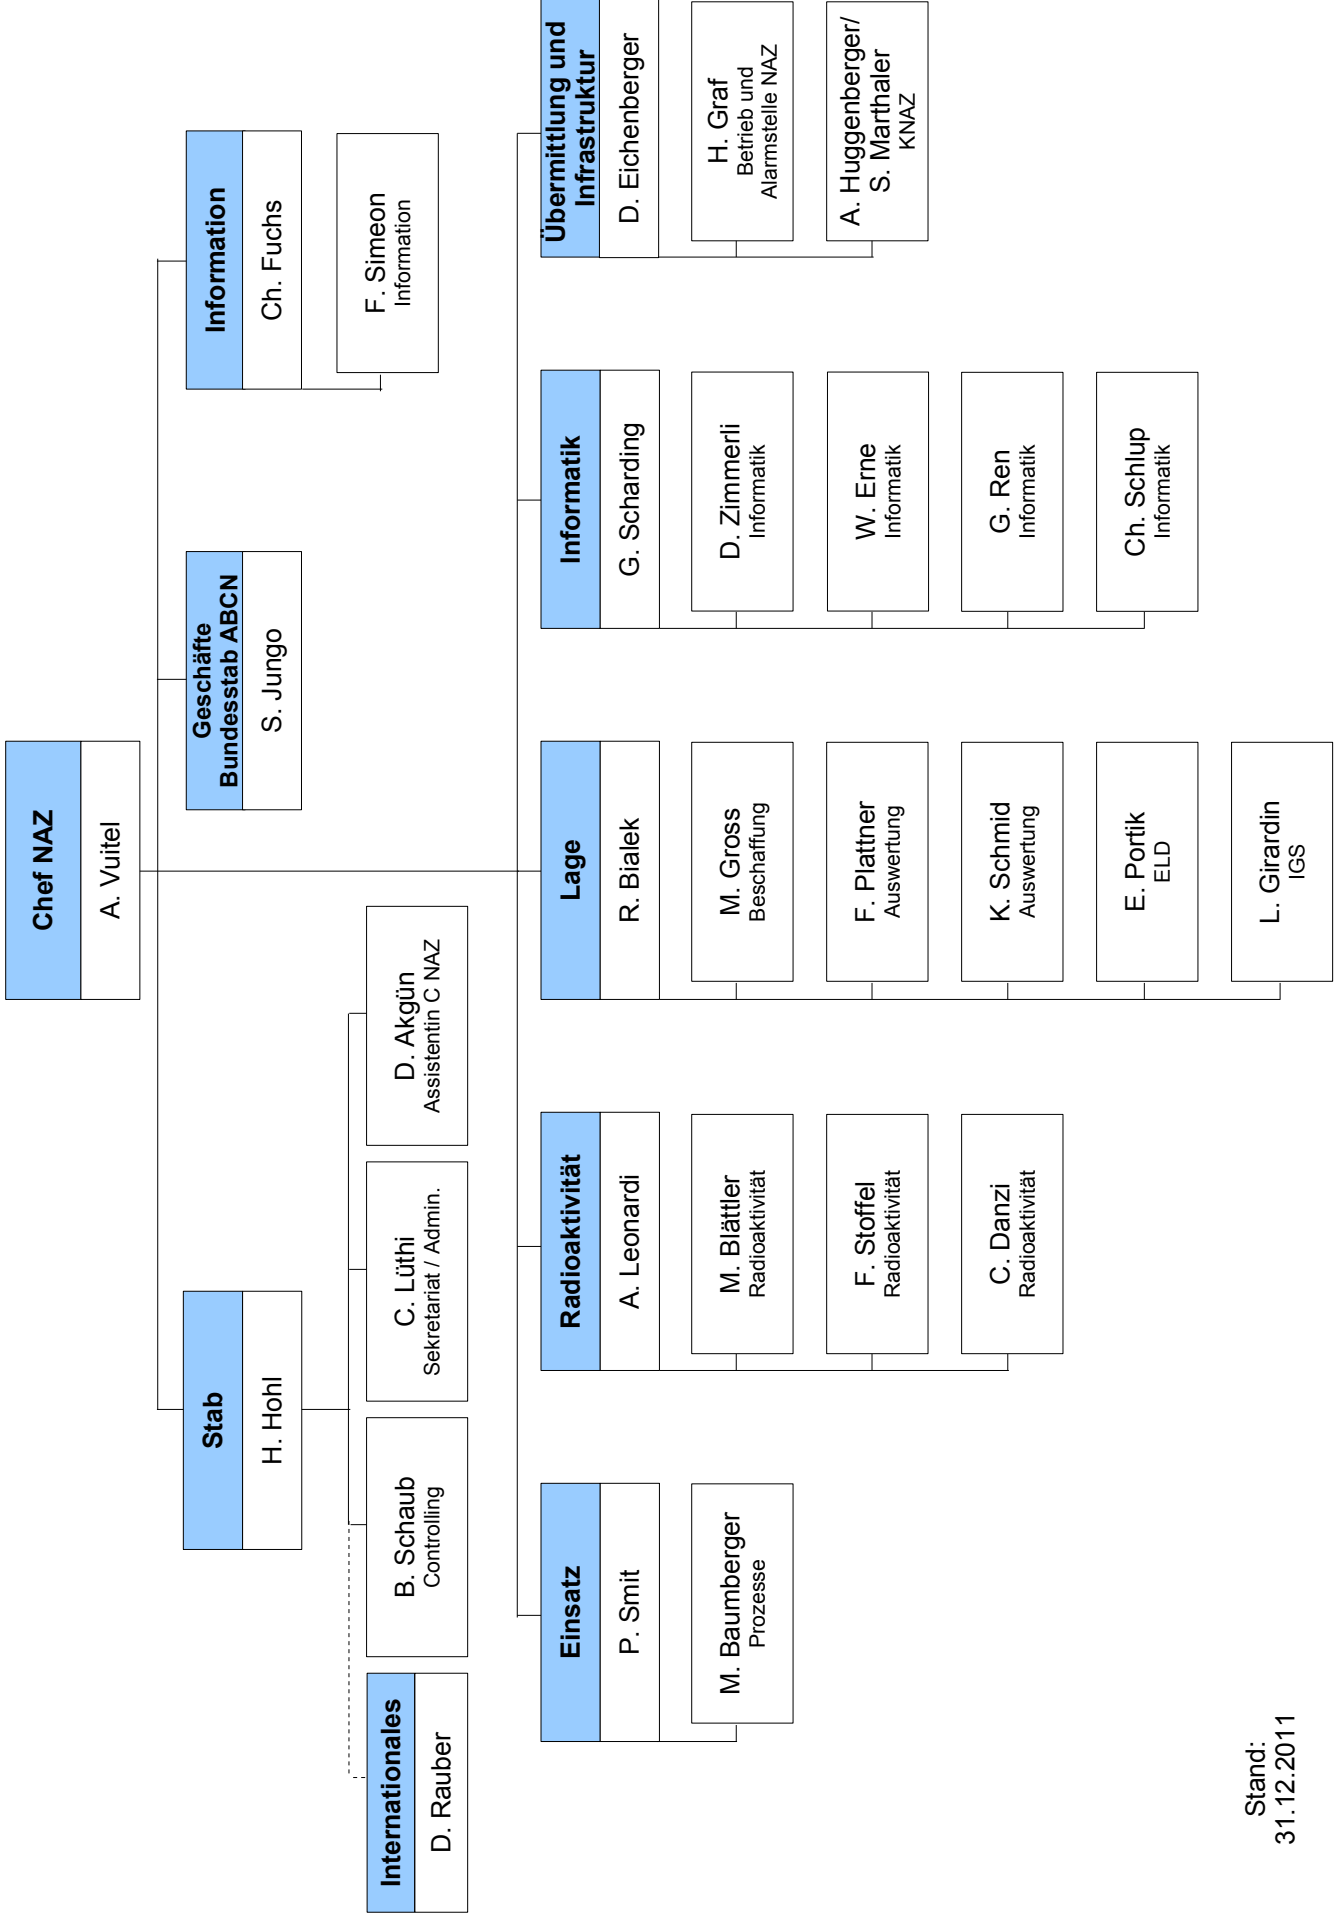 Chef NAZ
A. Vuitel
Stab
H. Hohl
Geschäfte
Bundesstab ABCN
S. Jungo
Information
Ch. Fuchs
F. Simeon
Information
Internationales
D. Rauber
B. Schaub
Controlling
C. Lüthi
Sekretariat / Admin.
D. Akgün
Assistentin C NAZ
Einsatz
P. Smit
M. Baumberger
Prozesse
Radioaktivität
A. Leonardi
M. Blättler
Radioaktivität
F. Stoffel
Radioaktivität
C. Danzi
Radioaktivität
Lage
R. Bialek
M. Gross
Beschaffung
F. Plattner
Auswertung
K. Schmid
Auswertung
E. Portik
ELD
L. Girardin
IGS
Informatik
G. Scharding
D. Zimmerli
Informatik
W. Erne
Informatik
G. Ren
Informatik
Ch. Schlup
Informatik
Übermittlung und
Infrastruktur
D. Eichenberger
H. Graf
Betrieb und
Alarmstelle NAZ
A. Huggenberger/
S. Marthaler
KNAZ
Stand:
31.12.2011